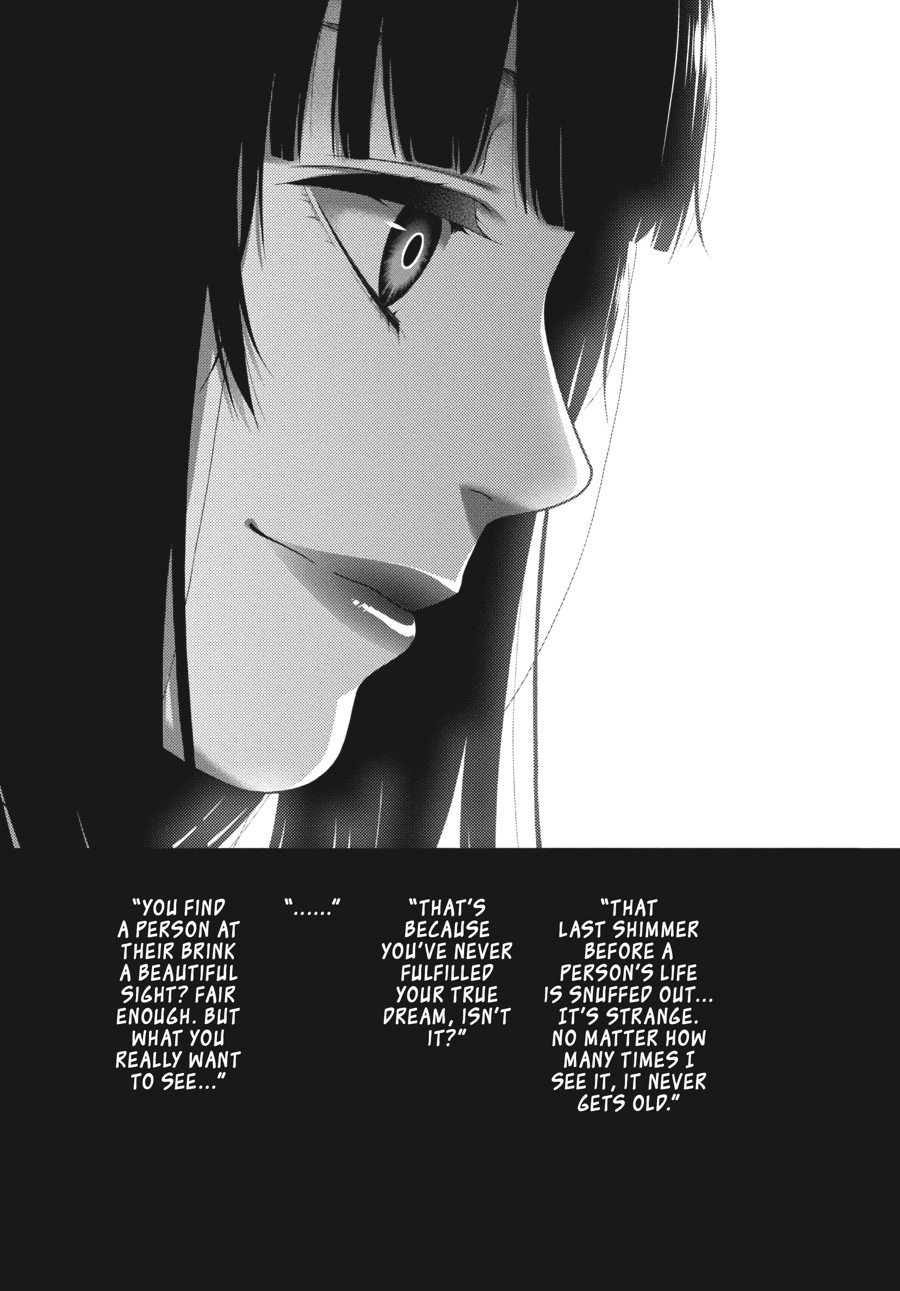 “THAT
LAST SHIMMER
BEFORE A
PERSON'S LIFE
IS SNUFFED OUT...
IT'S STRANGE.
NO MATTER HOW
MANY TIMES I
SEE IT, IT NEVER
GETS OLD.”
“THAT'S
BECAUSE
YOU'VE NEVER
FULFILLED
YOUR TRUE
DREAM, ISN'T
IT?”
“......”
“YOU FIND
A PERSON AT
THEIR BRINK
A BEAUTIFUL
SIGHT? FAIR
ENOUGH. BUT
WHAT YOU
REALLY WANT
TO SEE...”